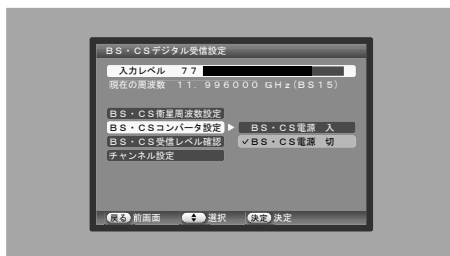 BS・CSデジタル受信設定
入力レベル 77
現在の周波数 11.996000 GHz(BS15)
BS・CS衛星周波数設定
BS・CSコンバータ設定 ▶ BS・CS電源 入
BS・CS受信レベル確認 ✓BS・CS電源 切
チャンネル設定
戻る 前画面 選択 決定 決定